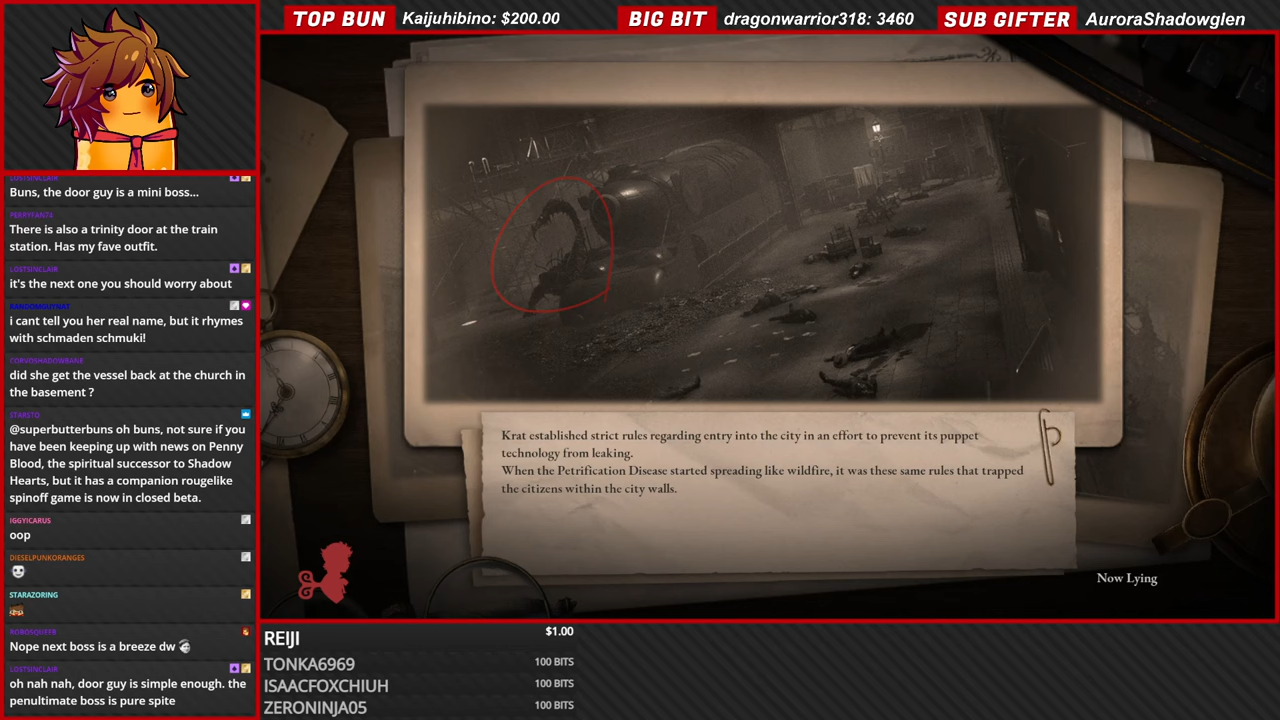 TOP BUN Kaijuhibino: $200.00
BIG BIT dragonwarrior318: 3460
SUB GIFTER AuroraShadowglen
LOSTSINCLAIR
Buns, the door guy is a mini boss...
PERRYFAN74
There is also a trinity door at the train
station. Has my fave outfit.
LOSTSINCLAIR
it's the next one you should worry about
RANDOMGUYNAT
i cant tell you her real name, but it rhymes
with schmaden schmuki!
CORVOSHADOWBANE
did she get the vessel back at the church in
the basement ?
STARSTO
@superbutterbuns oh buns, not sure if you
have been keeping up with news on Penny
Blood, the spiritual successor to Shadow
Hearts, but it has a companion rougelike
spinoff game is now in closed beta.
IGGYICARUS
oop
DIESELPUNKORANGES
STARAZORING
ROBOSQUEER
Nope next boss is a breeze dw
LOSTSINCLAIR
oh nah nah, door guy is simple enough. the
penultimate boss is pure spite
Krat established strict rules regarding entry into the city in an effort to prevent its puppet
technology from leaking.
When the Petrification Disease started spreading like wildfire, it was these same rules that trapped
the citizens within the city walls.
Now Lying
REIJI $1.00
TONKA6969 100 BITS
ISAACFOXCHIUH 100 BITS
ZERONINJA05 100 BITS